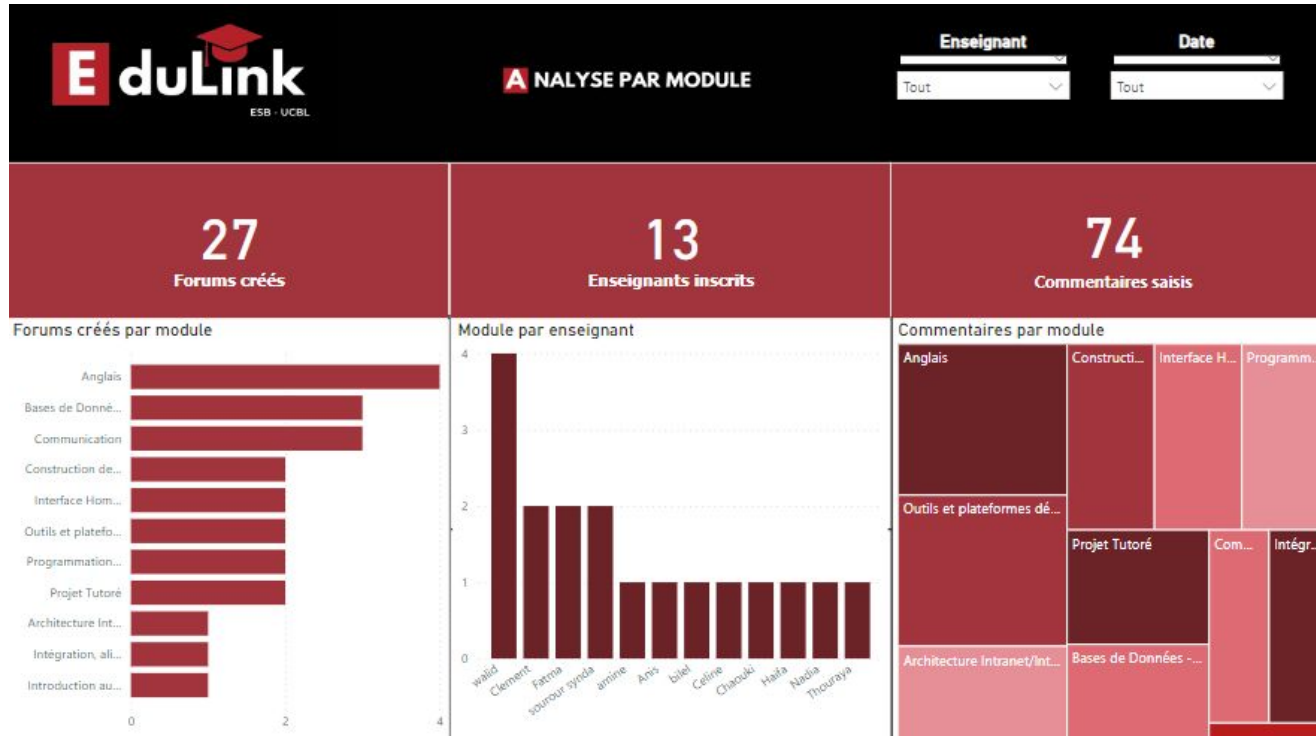 EduLink
ESB - UCBL
ANALYSE PAR MODULE
Enseignant
Date
Tout
Tout
27
Forums créés
13
Enseignants inscrits
74
Commentaires saisis
Forums créés par module
Anglais
Bases de Donné...
Communication
Construction de...
Interface Hom...
Outils et platefo...
Programmation...
Projet Tutoré
Architecture Int...
Intégration, ali...
Introduction au...
0 2 4
Module par enseignant
4
3
2
1
0
walid
Clement
Fatma
sourour synda
amine
Anis
bilel
Celine
Chaouki
Haifa
Nadia
Thouraya
Commentaires par module
Anglais
Constructi...
Interface H...
Programm...
Outils et plateformes dé...
Projet Tutoré
Com...
Intégr...
Architecture Intranet/Int...
Bases de Données -...